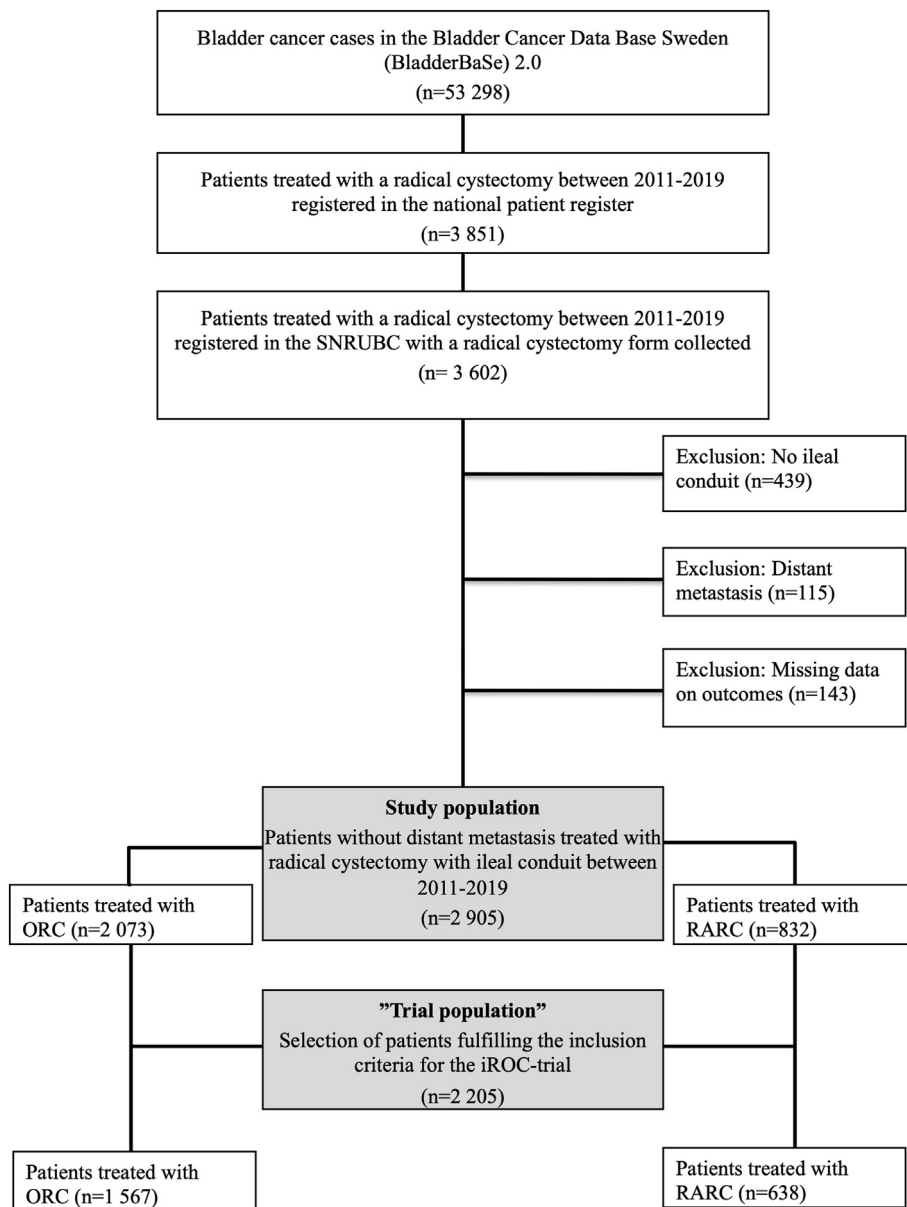 Bladder cancer cases in the Bladder Cancer Data Base Sweden
(BladderBaSe) 2.0
(n=53 298)
Patients treated with a radical cystectomy between 2011-2019
registered in the national patient register
(n=3 851)
Patients treated with a radical cystectomy between 2011-2019
registered in the SNRUBC with a radical cystectomy form collected
(n= 3 602)
Exclusion: No ileal
conduit (n=439)
Exclusion: Distant
metastasis (n=115)
Exclusion: Missing data
on outcomes (n=143)
Study population
Patients without distant metastasis treated with
radical cystectomy with ileal conduit between
2011-2019
(n=2 905)
Patients treated with
ORC (n=2 073)
Patients treated with
RARC (n=832)
”Trial population”
Selection of patients fulfilling the inclusion
criteria for the iROC-trial
(n=2 205)
Patients treated with
ORC (n=1 567)
Patients treated with
RARC (n=638)